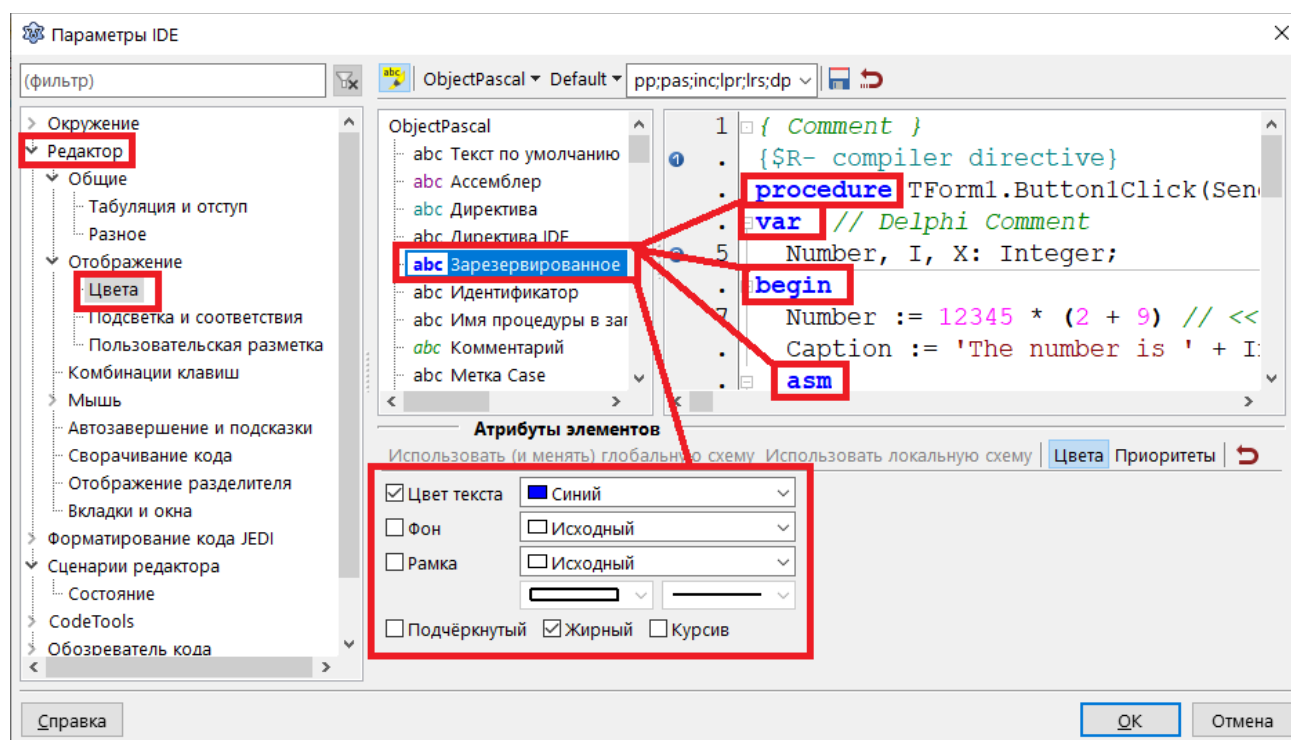 Параметры IDE
(фильтр)
abc ObjectPascal Default pp;pas;inc;lpr;lrs;dp
Окружение
Редактор
Общие
Табуляция и отступ
Разное
Отображение
Цвета
Подсветка и соответствия
Пользовательская разметка
Комбинации клавиш
Мышь
Автозавершение и подсказки
Сворачивание кода
Отображение разделителя
Вкладки и окна
Форматирование кода JEDI
Сценарии редактора
Состояние
CodeTools
Обозреватель кода
ObjectPascal
abc Текст по умолчанию
abc Ассемблер
abc Директива
abc Директива IDE
abc Зарезервированное
abc Идентификатор
abc Имя процедуры в заг
abc Комментарий
abc Метка Case
1 { Comment }
1 . {$R- compiler directive}
. procedure TForm1.Button1Click(Sen
. var // Delphi Comment
5 Number, I, X: Integer;
. begin
7 Number := 12345 * (2 + 9) // <<
. Caption := 'The number is ' + I
. asm
Атрибуты элементов
Использовать (и менять) глобальную схему Использовать локальную схему Цвета Приоритеты
Цвет текста Синий
Фон Исходный
Рамка Исходный
Подчёркнутый Жирный Курсив
Справка OK Отмена